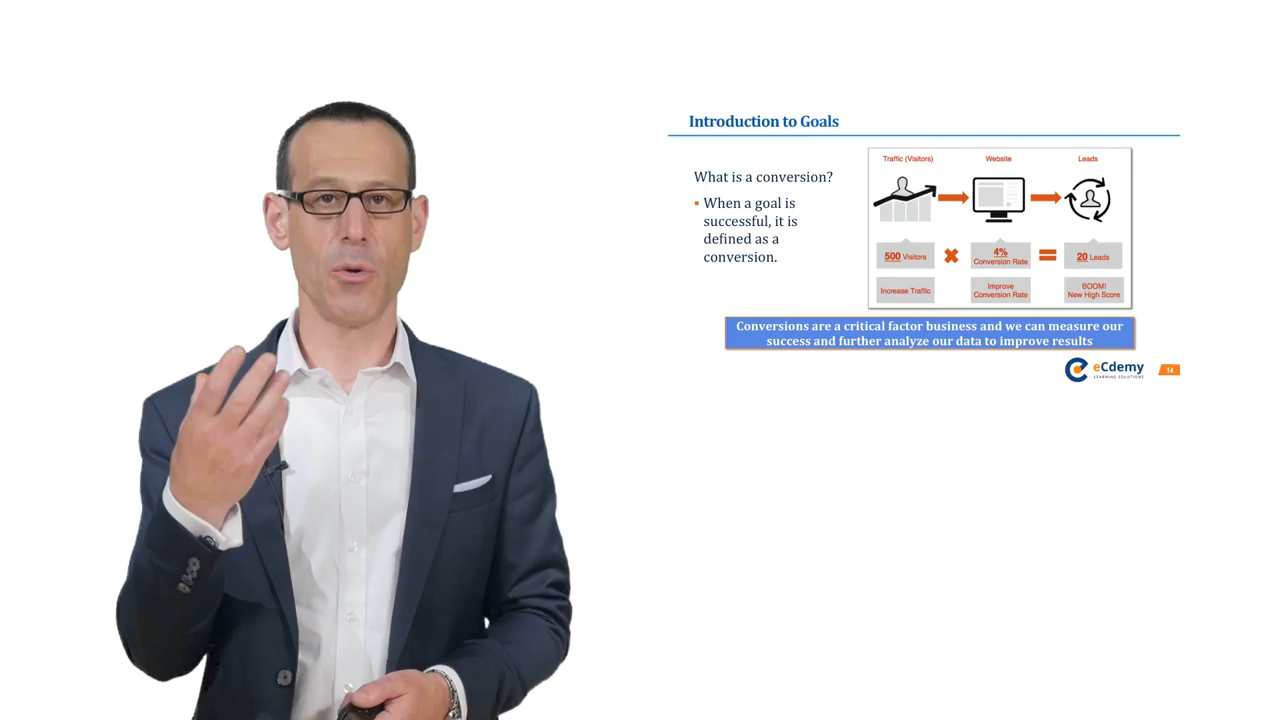 Introduction to Goals
What is a conversion?
▪ When a goal is
successful, it is
defined as a
conversion.
Traffic (Visitors)
Website
Leads
500 Visitors
4%
Conversion Rate
20 Leads
Increase Traffic
Improve
Conversion Rate
BOOM!
New High Score
Conversions are a critical factor business and we can measure our
success and further analyze our data to improve results
eCdemy
LEARNING SOLUTIONS
14